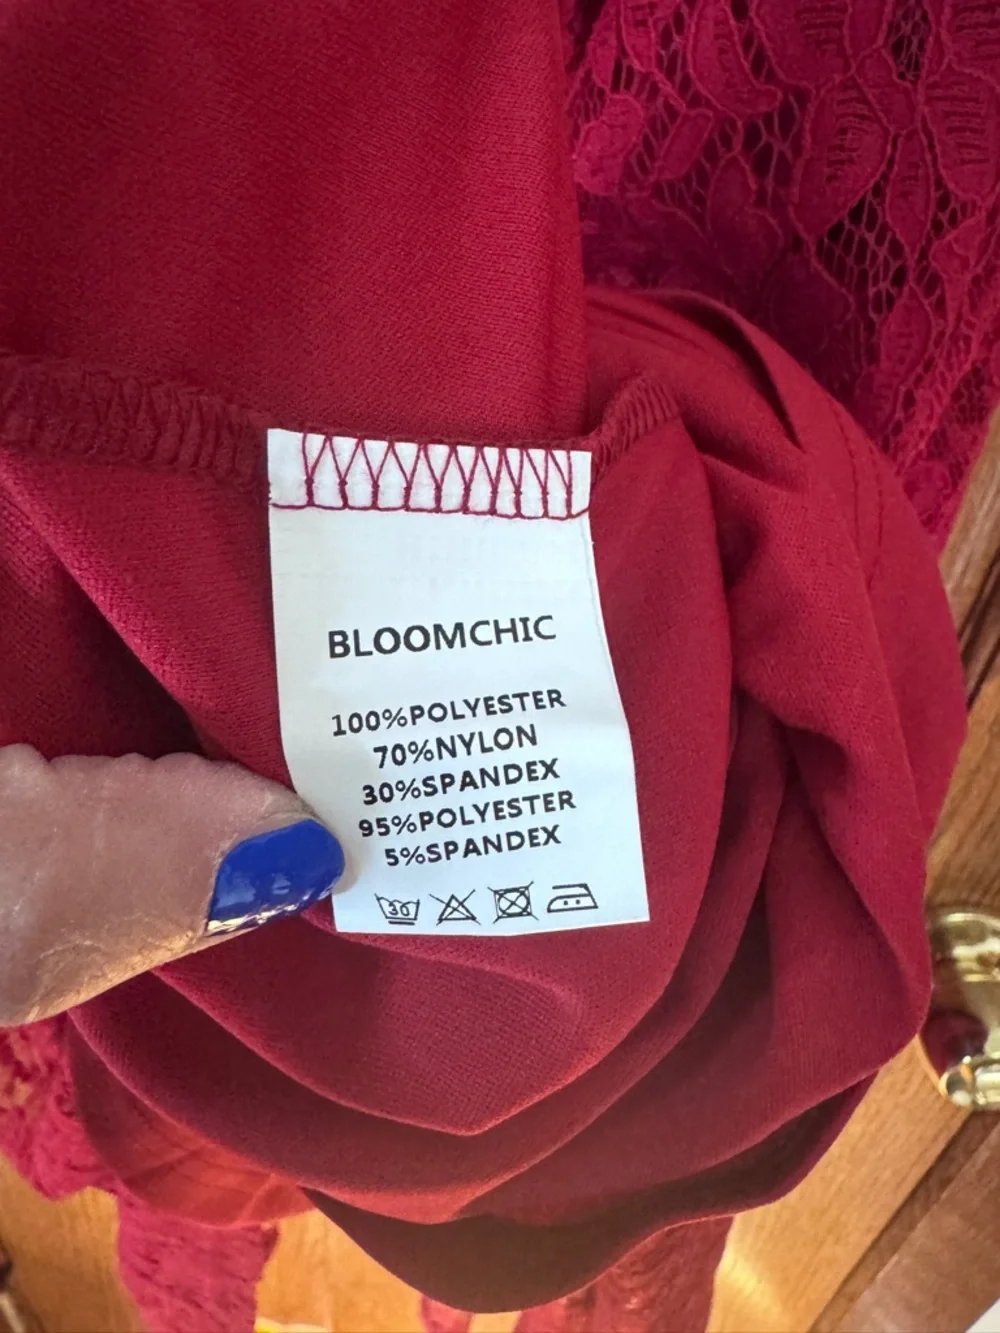 BLOOMCHIC
100%POLYESTER
70%NYLON
30%SPANDEX
95%POLYESTER
5%SPANDEX
30